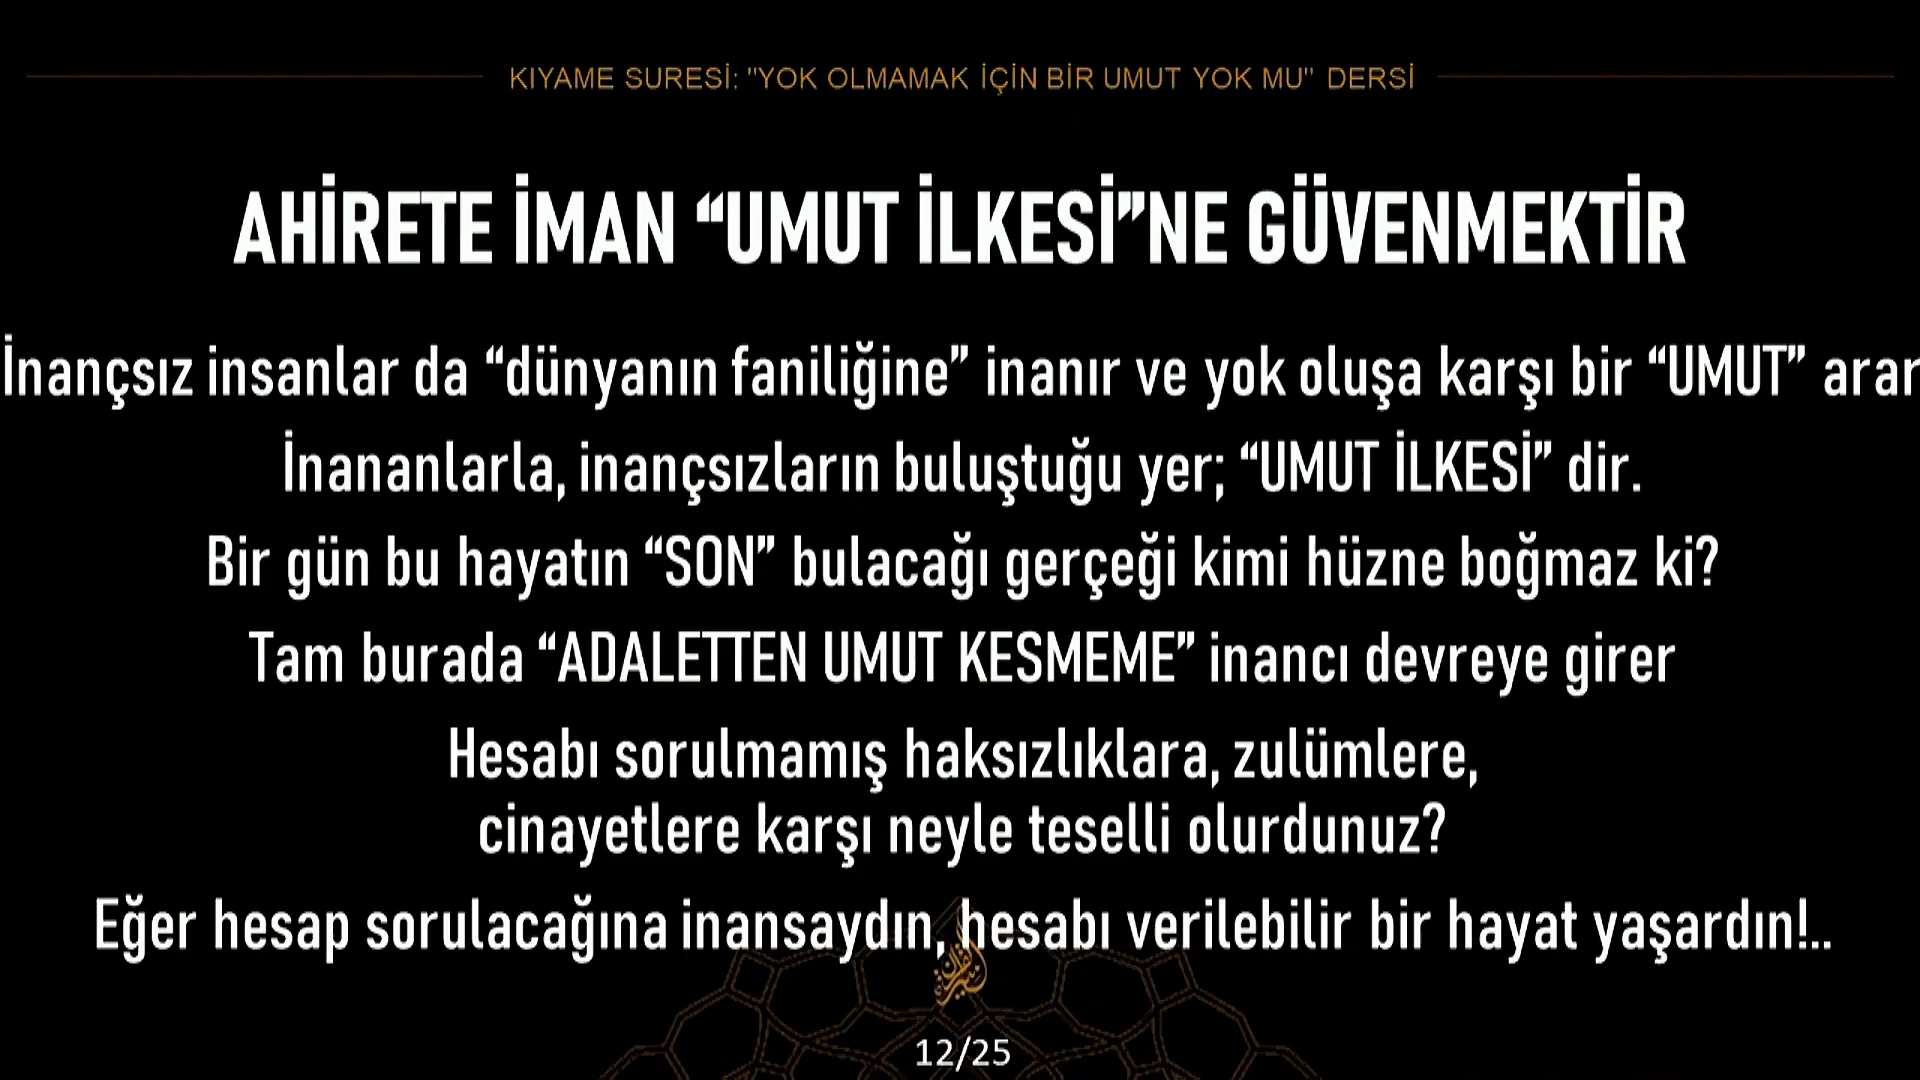 KIYAME SURESİ: "YOK OLMAMAK İÇİN BİR UMUT YOK MU" DERSİ
AHİRETE İMAN “UMUT İLKESİ”NE GÜVENMEKTİR
İnançsız insanlar da “dünyanın faniliğine” inanır ve yok oluşa karşı bir “UMUT” arar
İnananlarla, inançsızların buluştuğu yer; “UMUT İLKESİ” dir.
Bir gün bu hayatın “SON” bulacağı gerçeği kimi hüzne boğmaz ki?
Tam burada “ADALETTEN UMUT KESMEME” inancı devreye girer
Hesabı sorulmamış haksızlıklara, zulümlere,
cinayetlere karşı neyle teselli olurdunuz?
Eğer hesap sorulacağına inansaydın, hesabı verilebilir bir hayat yaşardın!..
12/25